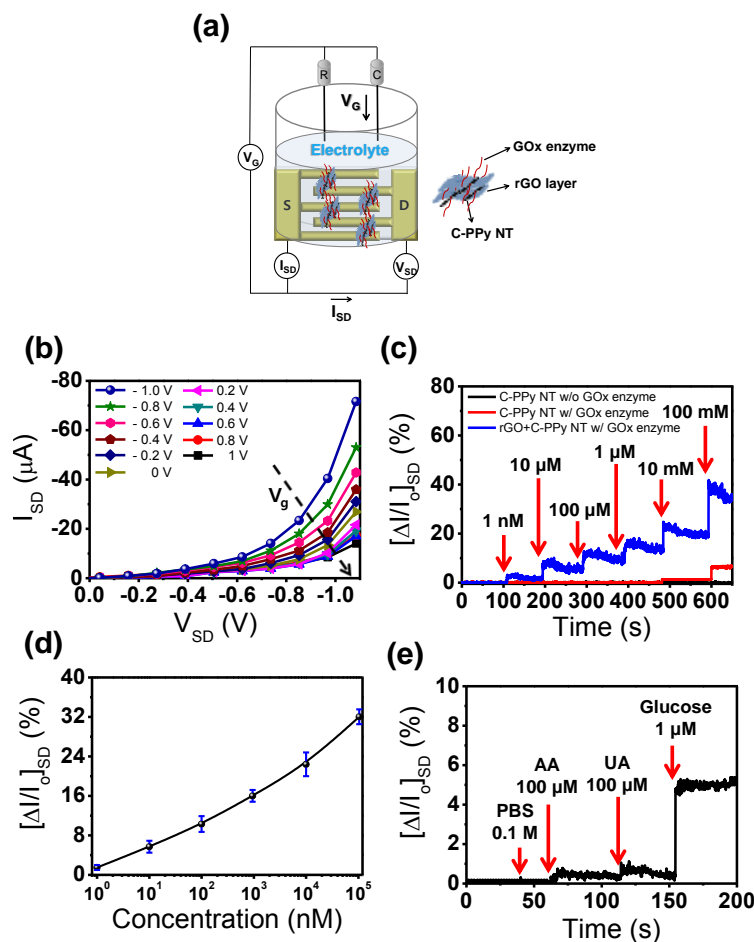 (a)
R
C
V_G
V_G
Electrolyte
GOx enzyme
rGO layer
C-PPy NT
S
D
I_SD
V_SD
I_SD
(b)
-80
-60
-40
-20
0
I_SD (µA)
- 1.0 V
- 0.8 V
- 0.6 V
- 0.4 V
- 0.2 V
0 V
0.2 V
0.4 V
0.6 V
0.8 V
1 V
V_g
0.0 -0.2 -0.4 -0.6 -0.8 -1.0
V_SD (V)
(c)
80
60
40
20
0
[ΔI/I_o]_SD (%)
C-PPy NT w/o GOx enzyme
C-PPy NT w/ GOx enzyme
rGO+C-PPy NT w/ GOx enzyme
1 nM
10 µM
100 µM
1 µM
10 mM
100 mM
0 100 200 300 400 500 600
Time (s)
(d)
40
32
24
16
8
0
[ΔI/I_o]_SD (%)
10^0 10^1 10^2 10^3 10^4 10^5
Concentration (nM)
(e)
10
8
6
4
2
0
[ΔI/I_o]_SD (%)
PBS
0.1 M
AA
100 µM
UA
100 µM
Glucose
1 µM
0 50 100 150 200
Time (s)